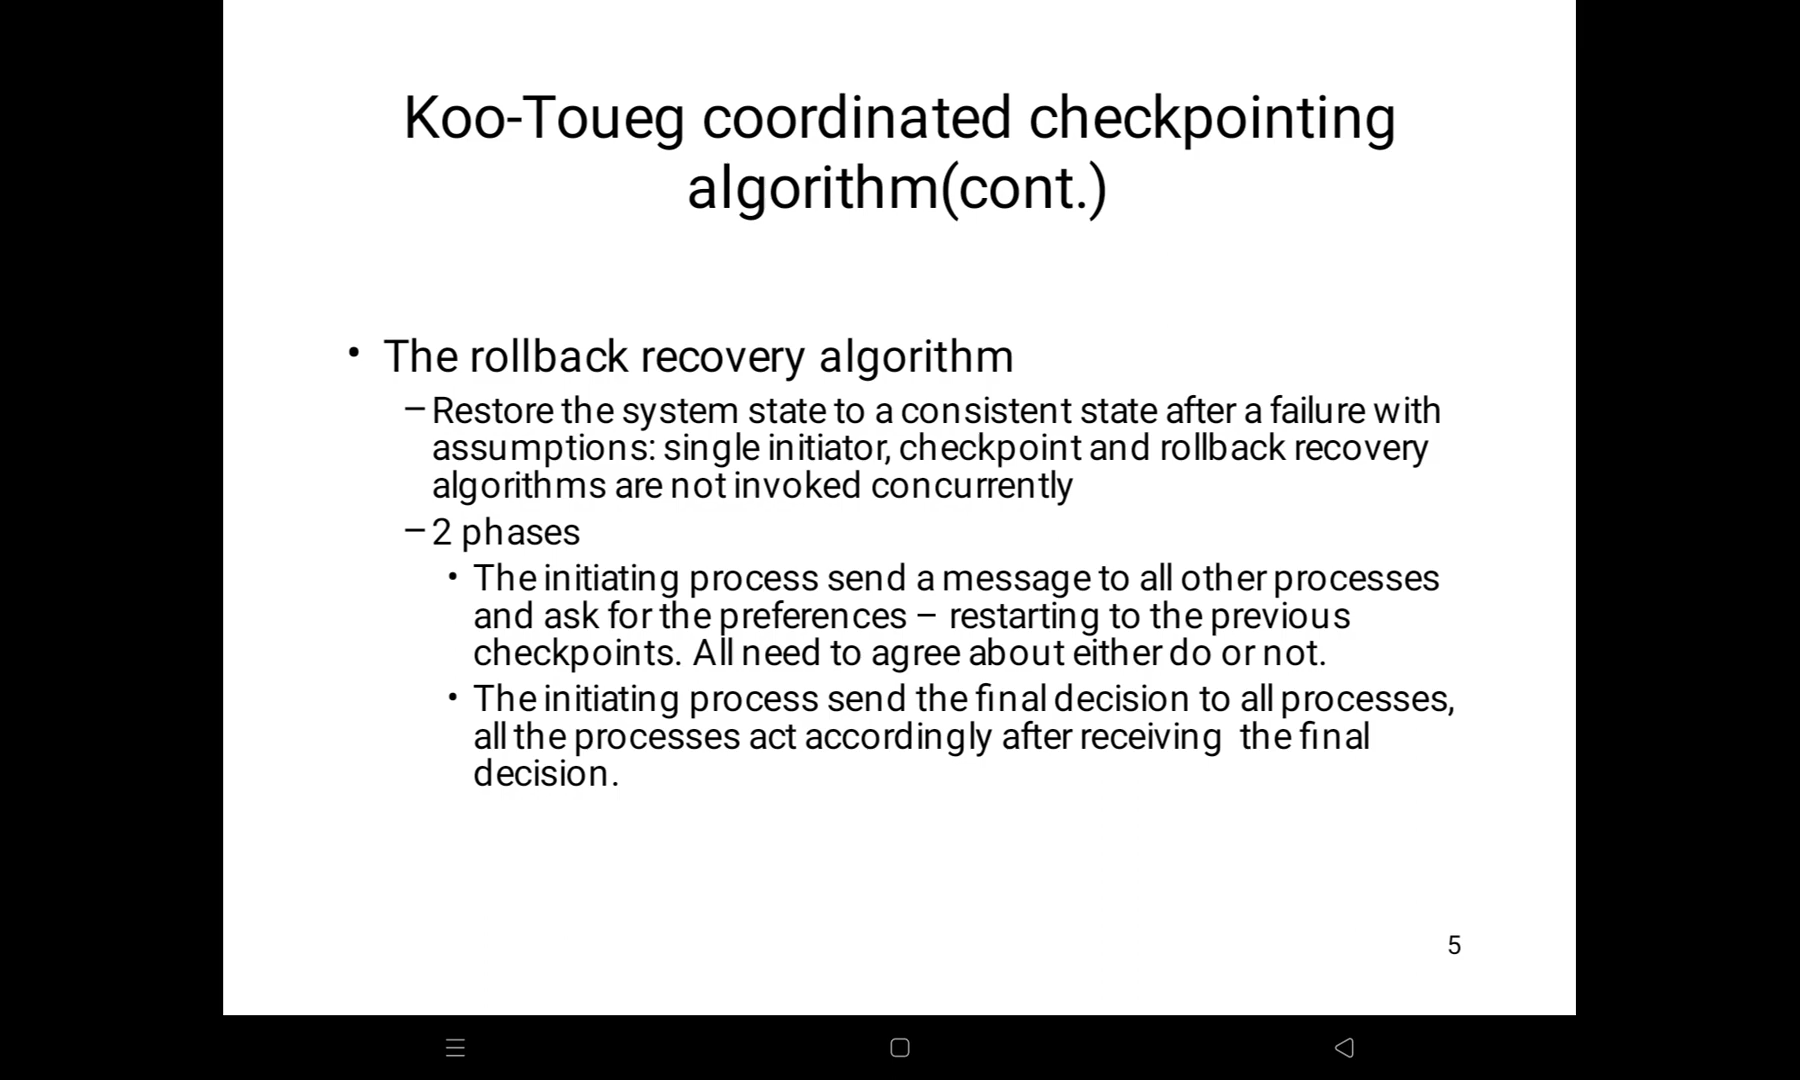 Koo-Toueg coordinated checkpointing
algorithm(cont.)
• The rollback recovery algorithm
– Restore the system state to a consistent state after a failure with
assumptions: single initiator, checkpoint and rollback recovery
algorithms are not invoked concurrently
– 2 phases
• The initiating process send a message to all other processes
and ask for the preferences – restarting to the previous
checkpoints. All need to agree about either do or not.
• The initiating process send the final decision to all processes,
all the processes act accordingly after receiving  the final
decision.
5